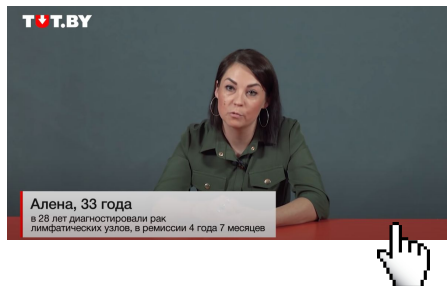 TUT.BY
Алена, 33 года
в 28 лет диагностировали рак
лимфатических узлов, в ремиссии 4 года 7 месяцев